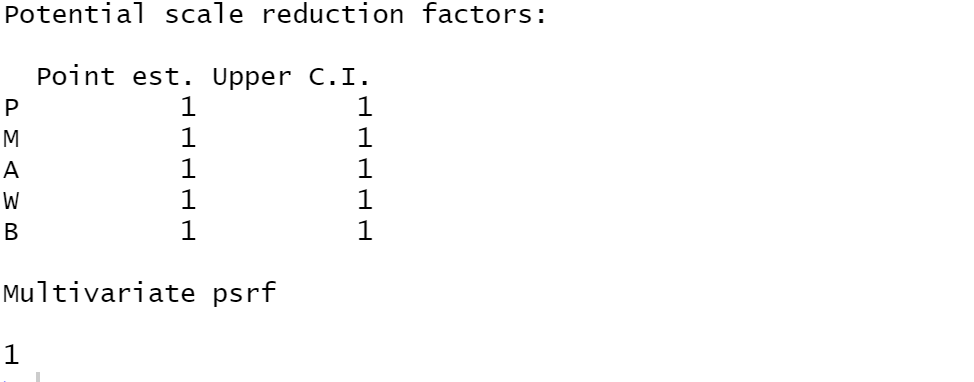 Potential scale reduction factors:
Point est. Upper C.I.
P 1 1
M 1 1
A 1 1
W 1 1
B 1 1
Multivariate psrf
1